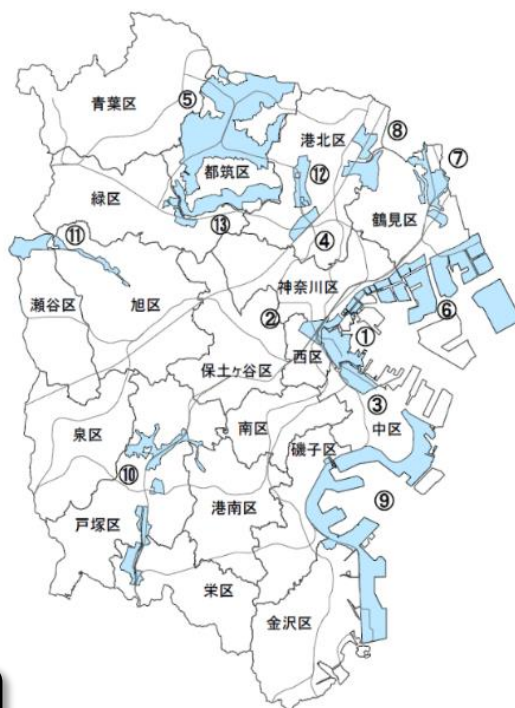 青葉区
⑤
港北区
⑧
⑦
都筑区
⑫
緑区
⑬
④
鶴見区
⑪
神奈川区
瀬谷区
旭区
②
⑥
①
西区
保土ヶ谷区
③
泉区
南区
中区
磯子区
⑩
⑨
戸塚区
港南区
栄区
金沢区